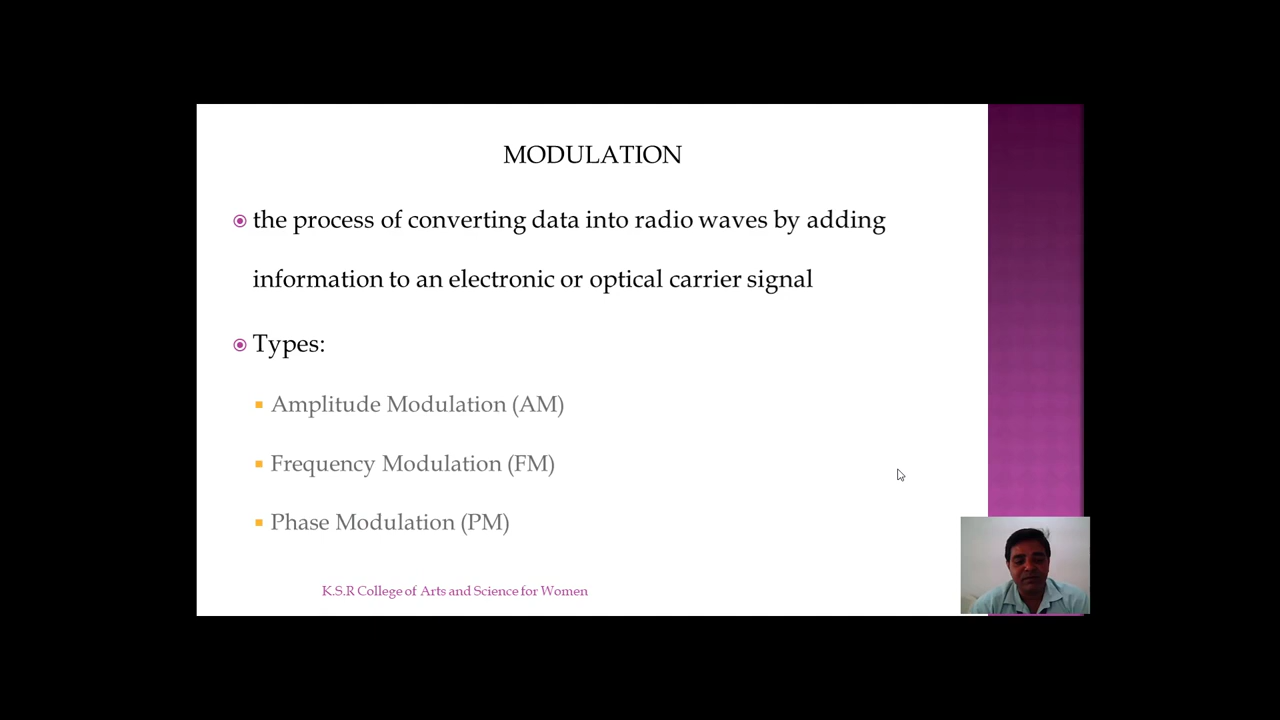 MODULATION
the process of converting data into radio waves by adding
information to an electronic or optical carrier signal
Types:
Amplitude Modulation (AM)
Frequency Modulation (FM)
Phase Modulation (PM)
K.S.R College of Arts and Science for Women